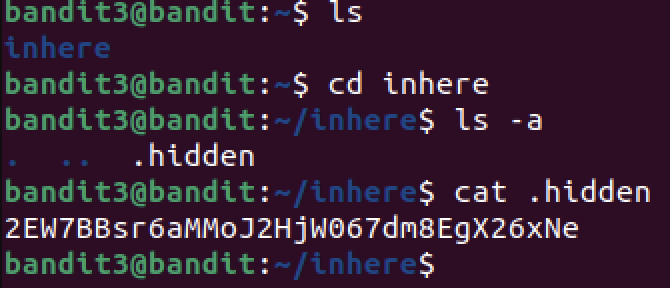 bandit3@bandit:~$ ls
inhere
bandit3@bandit:~$ cd inhere
bandit3@bandit:~/inhere$ ls -a
.  ..  .hidden
bandit3@bandit:~/inhere$ cat .hidden
2EW7BBsr6aMMoJ2HjW067dm8EgX26xNe
bandit3@bandit:~/inhere$